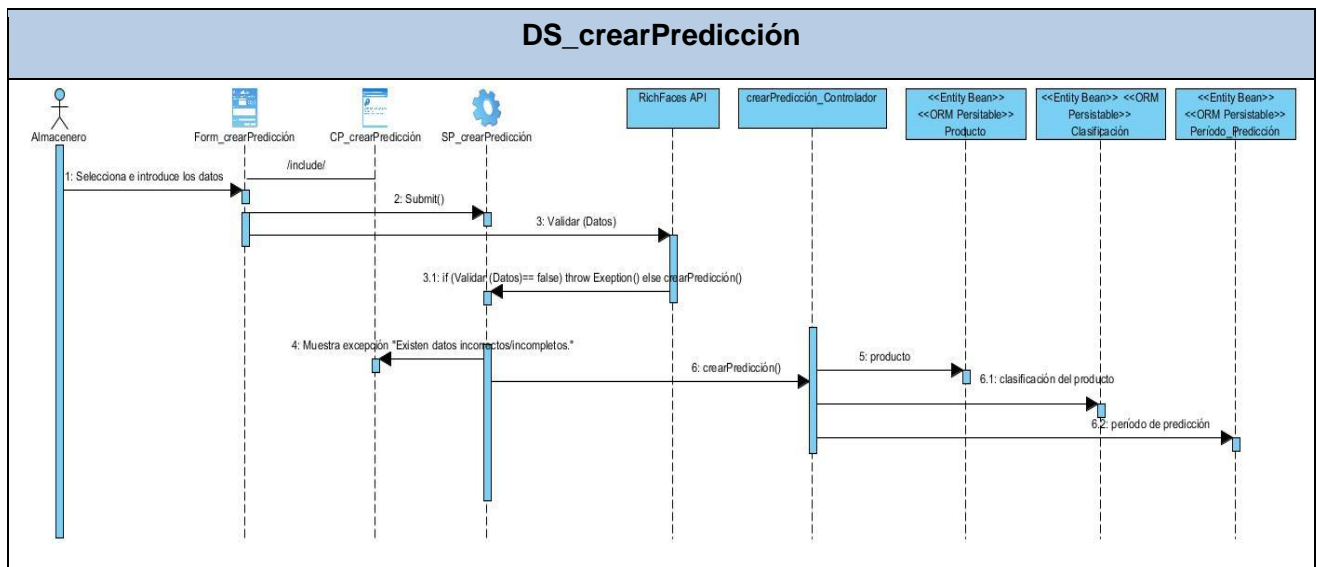 DS_crearPredicción
Almacenero
Form_crearPredicción
CP_crearPredicción
SP_crearPredicción
RichFaces API
crearPredicción_Controlador
<<Entity Bean>>
<<ORM Persitable>>
Producto
<<Entity Bean>> <<ORM
Persistable>>
Clasificación
<<Entity Bean>>
<<ORM Persistable>>
Período_Predicción
/include/
1: Selecciona e introduce los datos
2: Submit()
3: Validar (Datos)
3.1: if (Validar (Datos)== false) throw Exeption() else crearPredicción()
4: Muestra excepción "Existen datos incorrectos/incompletos."
5: producto
6: crearPredicción()
6.1: clasificación del producto
6.2: período de predicción